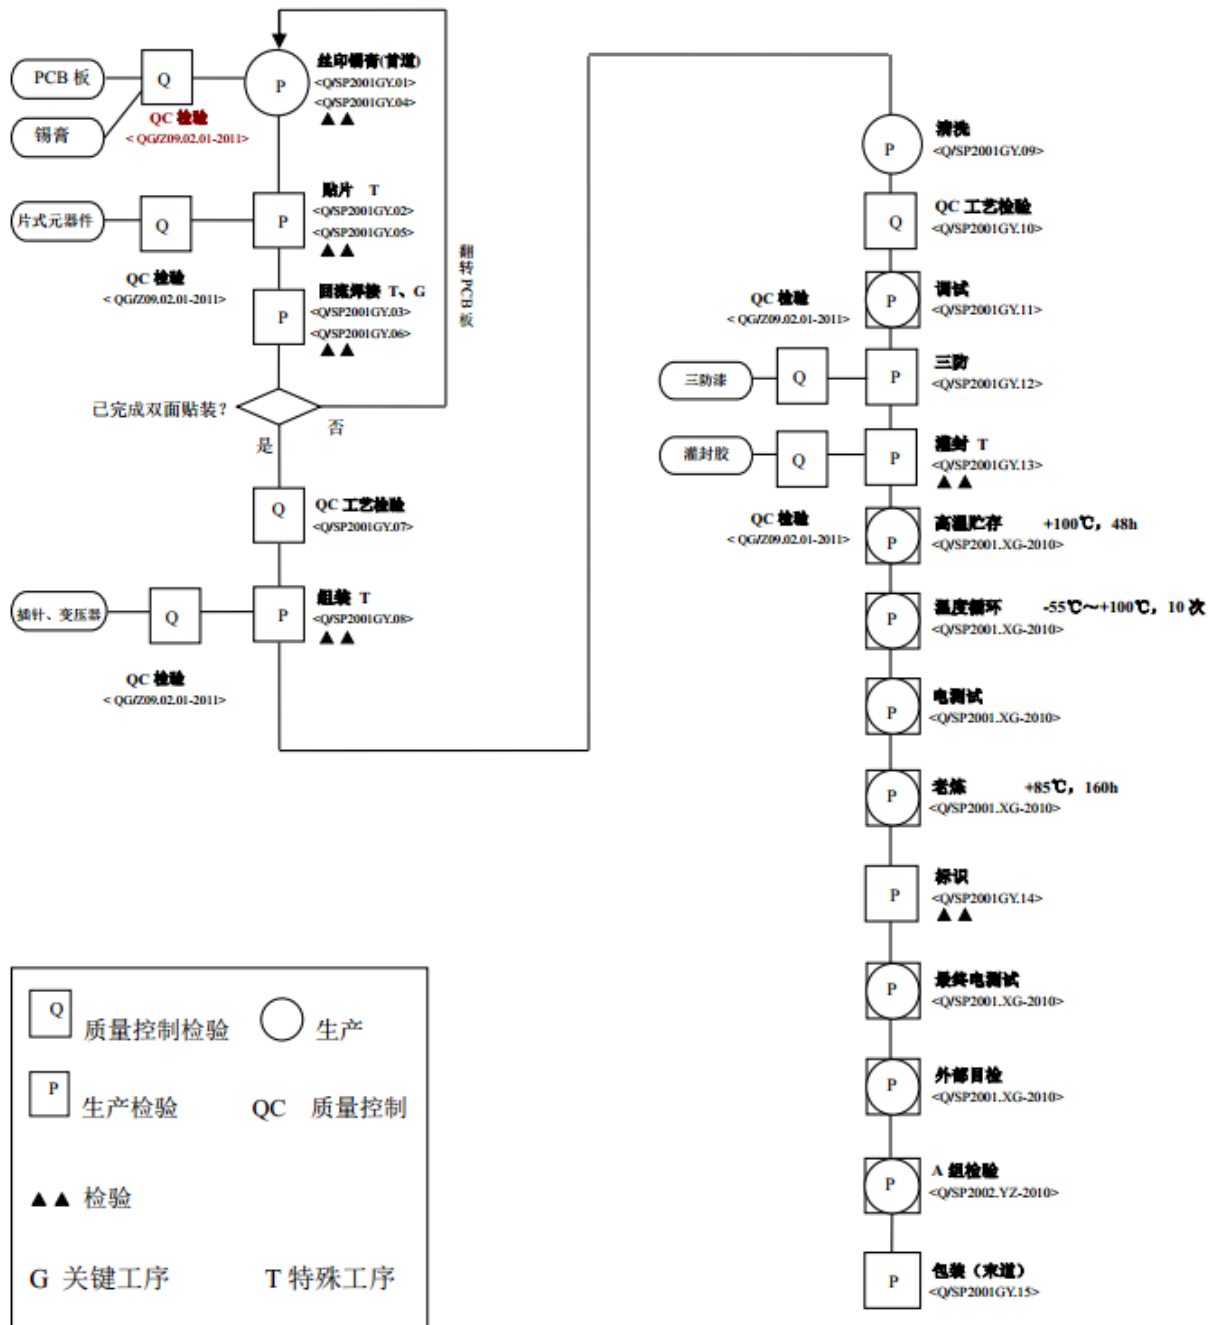 PCB 板
锡膏
Q
QC 检验
< QG/Z09.02.01-2011>
P
丝印锡膏(首道)
<Q/SP2001GY.01>
<Q/SP2001GY.04>
▲ ▲
片式元器件
Q
QC 检验
< QG/Z09.02.01-2011>
P
贴片 T
<Q/SP2001GY.02>
<Q/SP2001GY.05>
▲ ▲
P
回流焊接 T、G
<Q/SP2001GY.03>
<Q/SP2001GY.06>
▲ ▲
翻转 PCB 板
已完成双面贴装?
否
是
Q
QC 工艺检验
<Q/SP2001GY.07>
插针、变压器
Q
QC 检验
< QG/Z09.02.01-2011>
P
组装 T
<Q/SP2001GY.08>
▲ ▲
P
清洗
<Q/SP2001GY.09>
Q
QC 工艺检验
<Q/SP2001GY.10>
P
调试
<Q/SP2001GY.11>
QC 检验
< QG/Z09.02.01-2011>
三防漆
Q
P
三防
<Q/SP2001GY.12>
灌封胶
Q
P
灌封 T
<Q/SP2001GY.13>
▲ ▲
QC 检验
< QG/Z09.02.01-2011>
P
高温贮存 +100℃, 48h
<Q/SP2001.XG-2010>
P
温度循环 -55℃～+100℃, 10 次
<Q/SP2001.XG-2010>
P
电测试
<Q/SP2001.XG-2010>
P
老炼 +85℃, 160h
<Q/SP2001.XG-2010>
P
标识
<Q/SP2001GY.14>
▲ ▲
P
最终电测试
<Q/SP2001.XG-2010>
P
外部目检
<Q/SP2001.XG-2010>
P
A 组检验
<Q/SP2002.YZ-2010>
P
包装（末道）
<Q/SP2001GY.15>
Q 质量控制检验 生产
P 生产检验 QC 质量控制
▲ ▲ 检验
G 关键工序 T 特殊工序